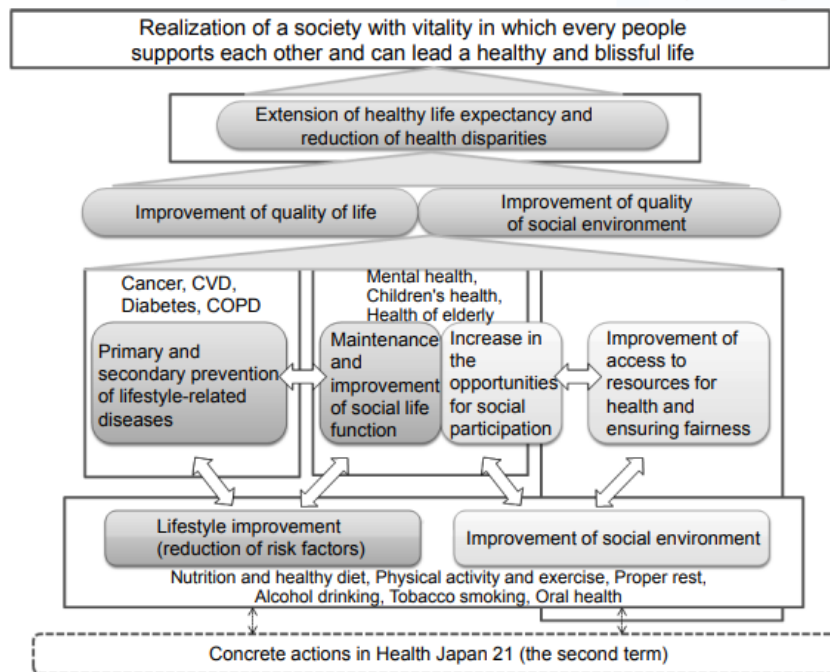 Realization of a society with vitality in which every people
supports each other and can lead a healthy and blissful life
Extension of healthy life expectancy and
reduction of health disparities
Improvement of quality of life
Improvement of quality
of social environment
Cancer, CVD,
Diabetes, COPD
Mental health,
Children's health,
Health of elderly
Primary and
secondary prevention
of lifestyle-related
diseases
Maintenance
and
improvement
of social life
function
Increase in
the
opportunities
for social
participation
Improvement of
access to
resources for
health and
ensuring fairness
Lifestyle improvement
(reduction of risk factors)
Improvement of social environment
Nutrition and healthy diet, Physical activity and exercise, Proper rest,
Alcohol drinking, Tobacco smoking, Oral health
Concrete actions in Health Japan 21 (the second term)